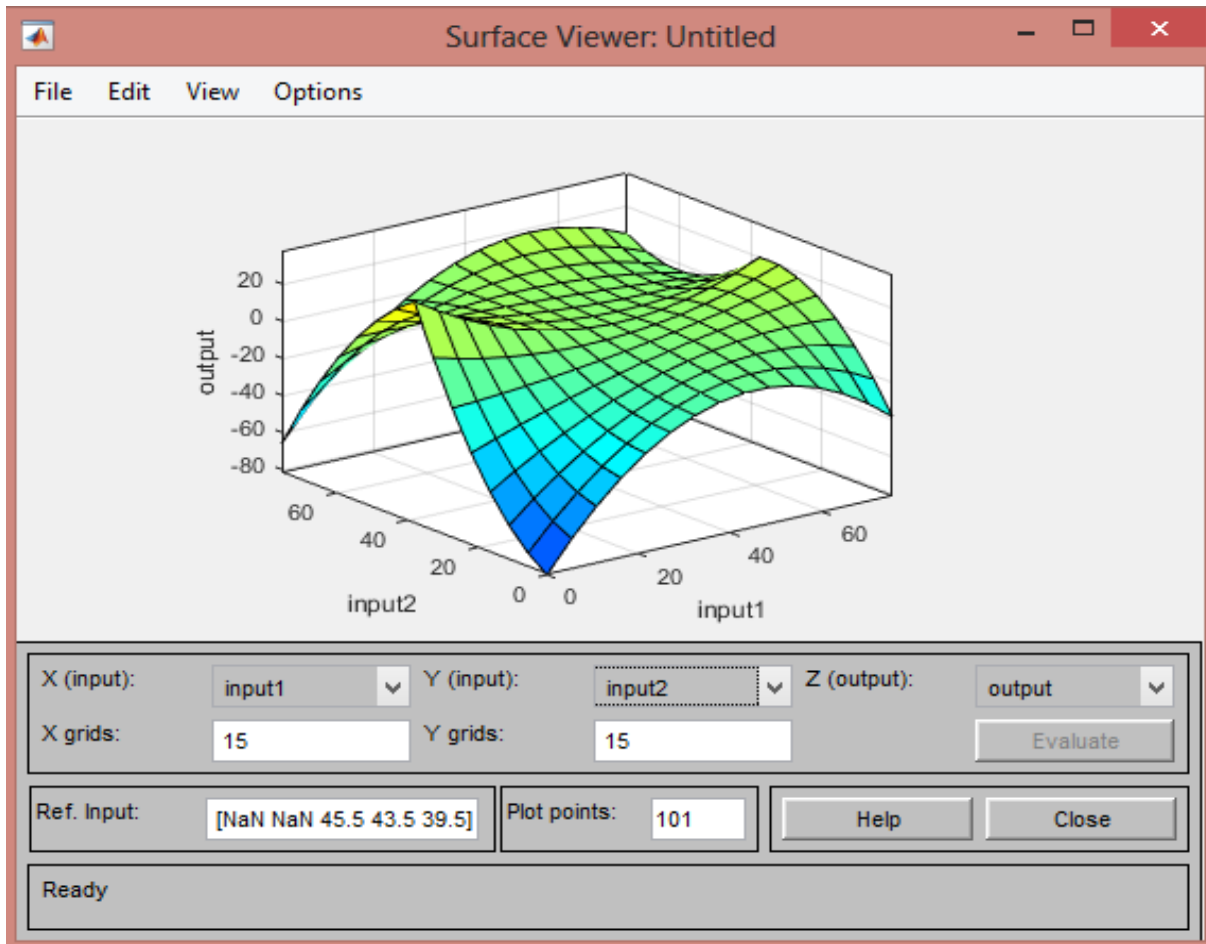 Surface Viewer: Untitled
File Edit View Options
20
0
-20
-40
-60
-80
output
60
40
20
0
input2
0
20
40
60
input1
X (input): input1 Y (input): input2 Z (output): output
X grids: 15 Y grids: 15 Evaluate
Ref. Input: [NaN NaN 45.5 43.5 39.5] Plot points: 101 Help Close
Ready